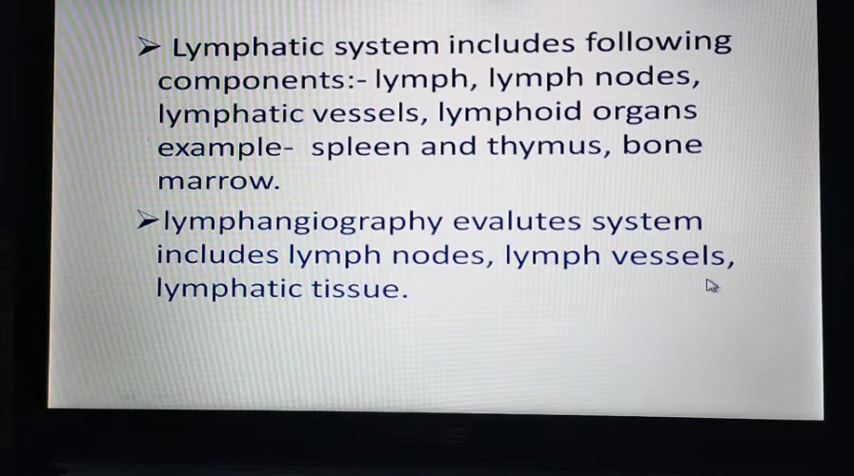 ➢ Lymphatic system includes following
components:- lymph, lymph nodes,
lymphatic vessels, lymphoid organs
example- spleen and thymus, bone
marrow.
➢lymphangiography evalutes system
includes lymph nodes, lymph vessels,
lymphatic tissue.